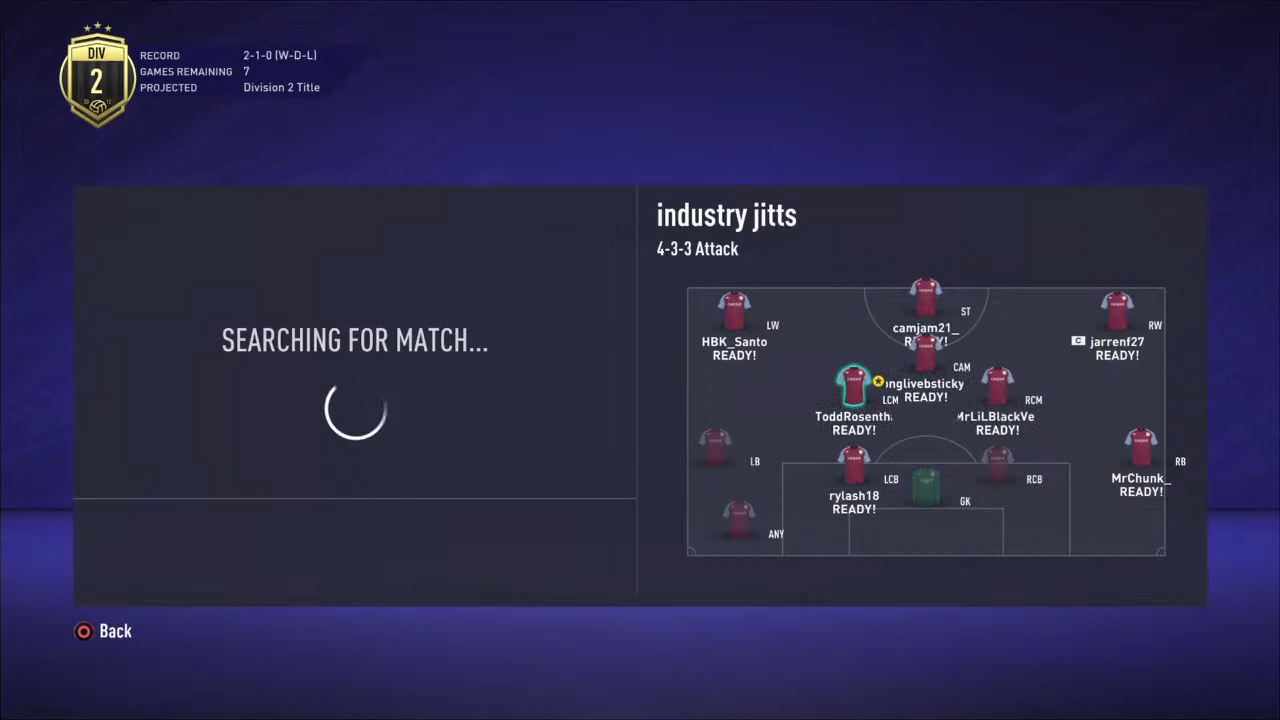 DIV
2
RECORD 2-1-0 (W-D-L)
GAMES REMAINING 7
PROJECTED Division 2 Title
SEARCHING FOR MATCH...
industry jitts
4-3-3 Attack
ST
LW
RW
HBK_Santo
READY!
camjam21_
C jarrenf27
READY!
CAM
onglivebsticky
READY!
LCM
RCM
ToddRosenth
READY!
MrLiLBlackVe
READY!
LB
RB
LCB
RCB
MrChunk_
READY!
rylash18
READY!
GK
ANY
Back